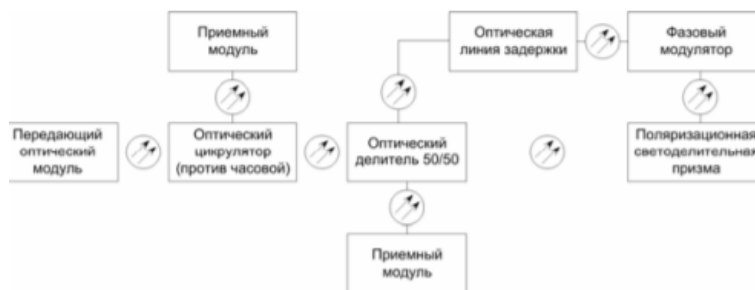 Приемный
модуль
Оптическая
линия задержки
Фазовый
модулятор
Передающий
оптический
модуль
Оптический
цикрулятор
(против часовой)
Оптический
делитель 50/50
Поляризационная
светоделительная
призма
Приемный
модуль